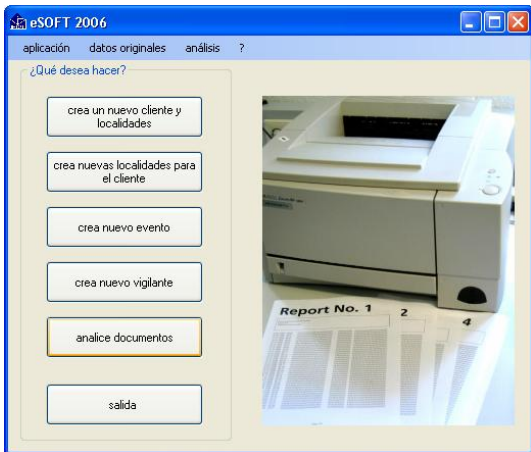 eSOFT 2006
aplicación datos originales análisis ?
¿Qué desea hacer?
crea un nuevo cliente y
localidades
crea nuevas localidades para
el cliente
crea nuevo evento
crea nuevo vigilante
analice documentos
salida
Report No. 1
2
4